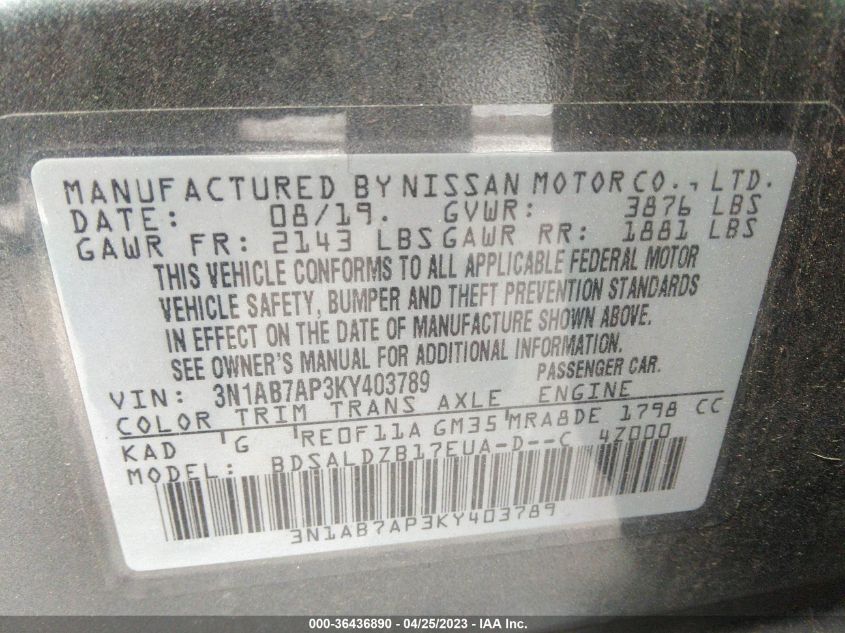 MANUFACTURED BY NISSAN MOTOR CO., LTD.
DATE: 08/19. GVWR: 3876 LBS
GAWR FR: 2143 LBS GAWR RR: 1881 LBS
THIS VEHICLE CONFORMS TO ALL APPLICABLE FEDERAL MOTOR
VEHICLE SAFETY, BUMPER AND THEFT PREVENTION STANDARDS
IN EFFECT ON THE DATE OF MANUFACTURE SHOWN ABOVE.
SEE OWNER'S MANUAL FOR ADDITIONAL INFORMATION.
VIN: 3N1AB7AP3KY403789 PASSENGER CAR.
COLOR TRIM TRANS AXLE ENGINE
KAD G RE0F11A GM35 MRA8DE 1798 CC
MODEL: BDSALDZB17EUA-D--C 4Z000
3N1AB7AP3KY403789
000-36436890 - 04/25/2023 - © IAA Inc.